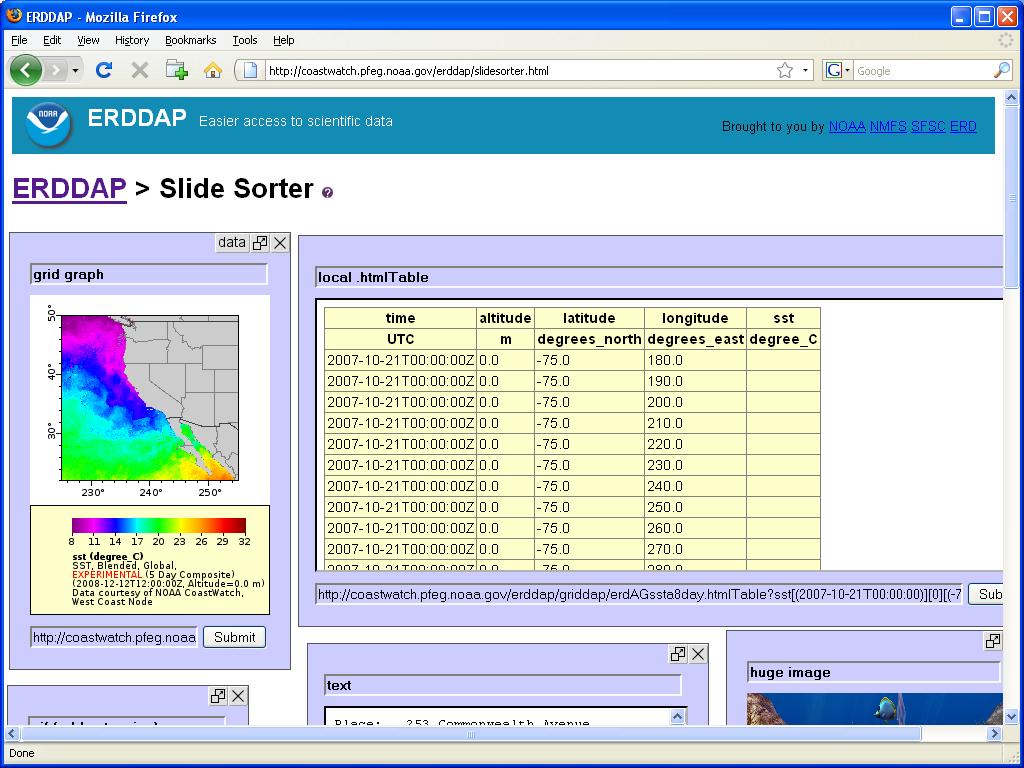 ERDDAP - Mozilla Firefox
File Edit View History Bookmarks Tools Help
http://coastwatch.pfeg.noaa.gov/erddap/slidesorter.html
G Google
NOAA
ERDDAP Easier access to scientific data
Brought to you by NOAA NMFS SFSC ERD
ERDDAP > Slide Sorter ?
data
grid graph
50°
40°
30°
230° 240° 250°
8 11 14 17 20 23 26 29 32
sst (degree_C)
SST, Blended, Global,
EXPERIMENTAL (5 Day Composite)
(2008-12-12T12:00:00Z, Altitude=0.0 m)
Data courtesy of NOAA CoastWatch,
West Coast Node
http://coastwatch.pfeg.noaa Submit
local .htmlTable
time altitude latitude longitude sst
UTC m degrees_north degrees_east degree_C
2007-10-21T00:00:00Z 0.0 -75.0 180.0
2007-10-21T00:00:00Z 0.0 -75.0 190.0
2007-10-21T00:00:00Z 0.0 -75.0 200.0
2007-10-21T00:00:00Z 0.0 -75.0 210.0
2007-10-21T00:00:00Z 0.0 -75.0 220.0
2007-10-21T00:00:00Z 0.0 -75.0 230.0
2007-10-21T00:00:00Z 0.0 -75.0 240.0
2007-10-21T00:00:00Z 0.0 -75.0 250.0
2007-10-21T00:00:00Z 0.0 -75.0 260.0
2007-10-21T00:00:00Z 0.0 -75.0 270.0
2007-10-21T00:00:00Z 0.0 -75.0 280.0
http://coastwatch.pfeg.noaa.gov/erddap/griddap/erdAGssta8day.htmlTable?sst[(2007-10-21T00:00:00)][0][(-7 Sub
text
Place: 253 Commonwealth Avenue
huge image
Done